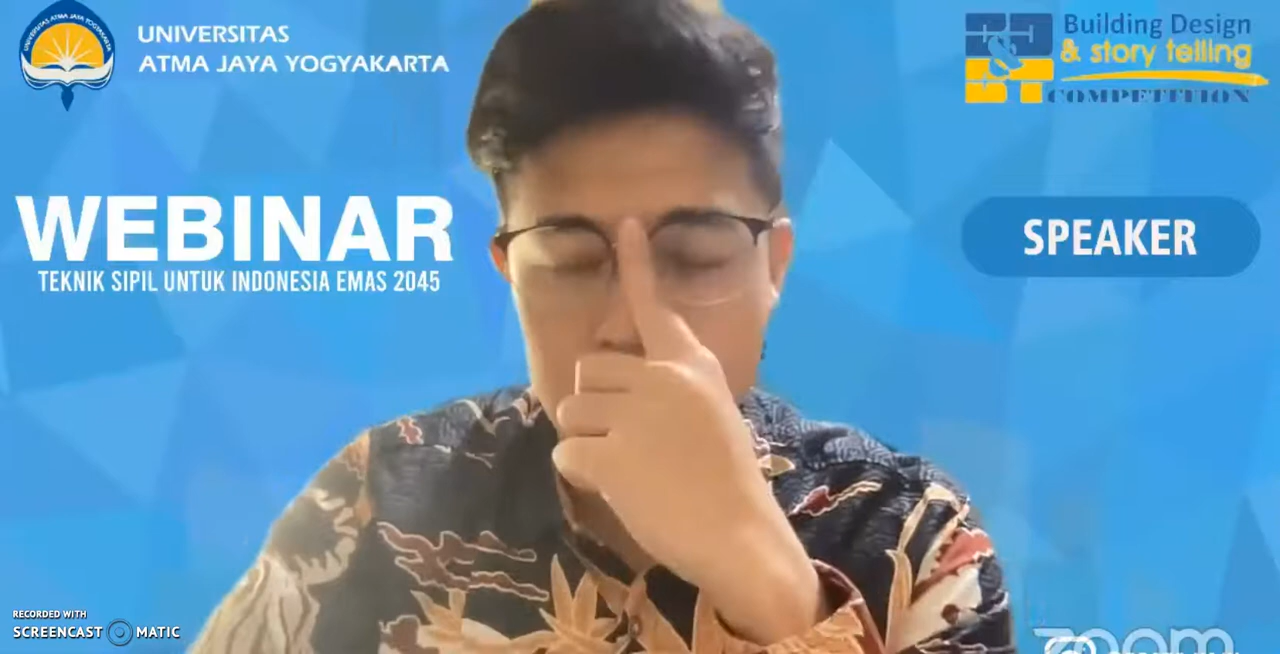 UNIVERSITAS
ATMA JAYA YOGYAKARTA
Building Design
& story telling
COMPETITION
WEBINAR
TEKNIK SIPIL UNTUK INDONESIA EMAS 2045
SPEAKER
RECORDED WITH
SCREENCAST MATIC
zoom